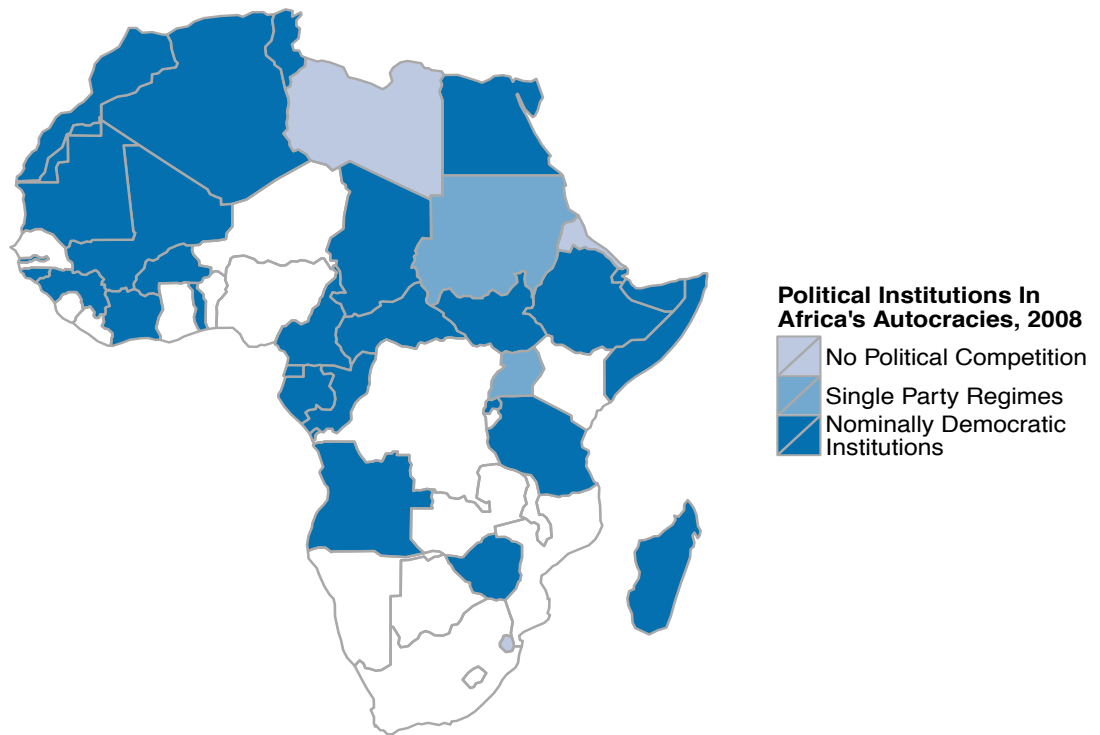 Political Institutions In
Africa's Autocracies, 2008
No Political Competition
Single Party Regimes
Nominally Democratic
Institutions